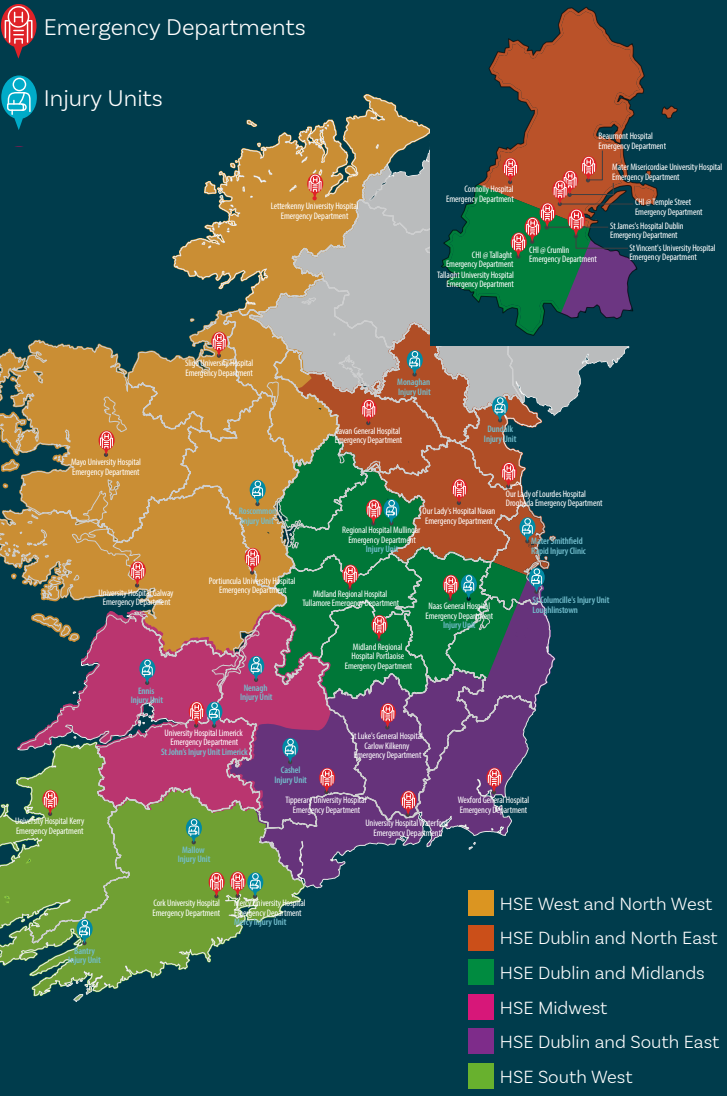 Emergency Departments
Injury Units
Beaumont Hospital
Emergency Department
Mater Misericordiae University Hospital
Emergency Department
Connolly Hospital
Emergency Department
CHI @ Temple Street
Emergency Department
St James's Hospital Dublin
Emergency Department
St Vincent's University Hospital
Emergency Department
CHI @ Crumlin
Emergency Department
CHI @ Tallaght
Emergency Department
Tallaght University Hospital
Emergency Department
Letterkenny University Hospital
Emergency Department
Sligo University Hospital
Emergency Department
Monaghan
Injury Unit
Cavan General Hospital
Emergency Department
Dundalk
Injury Unit
Mayo University Hospital
Emergency Department
Roscommon
Injury Unit
Our Lady of Lourdes Hospital
Drogheda Emergency Department
Our Lady's Hospital Navan
Emergency Department
Regional Hospital Mullingar
Emergency Department
Injury Unit
Mater Smithfield
Rapid Injury Clinic
Portiuncula University Hospital
Emergency Department
University Hospital Galway
Emergency Department
Midland Regional Hospital
Tullamore Emergency Department
Naas General Hospital
Emergency Department
Injury Unit
St Columcille's Injury Unit
Loughlinstown
Midland Regional
Hospital Portlaoise
Emergency Department
Ennis
Injury Unit
Nenagh
Injury Unit
University Hospital Limerick
Emergency Department
St John's Injury Unit Limerick
St Luke's General Hospital
Carlow Kilkenny
Emergency Department
Cashel
Injury Unit
Tipperary University Hospital
Emergency Department
University Hospital Waterford
Emergency Department
Wexford General Hospital
Emergency Department
University Hospital Kerry
Emergency Department
Mallow
Injury Unit
Cork University Hospital
Emergency Department
Mercy University Hospital
Emergency Department
Mercy Injury Unit
Bantry
Injury Unit
HSE West and North West
HSE Dublin and North East
HSE Dublin and Midlands
HSE Midwest
HSE Dublin and South East
HSE South West